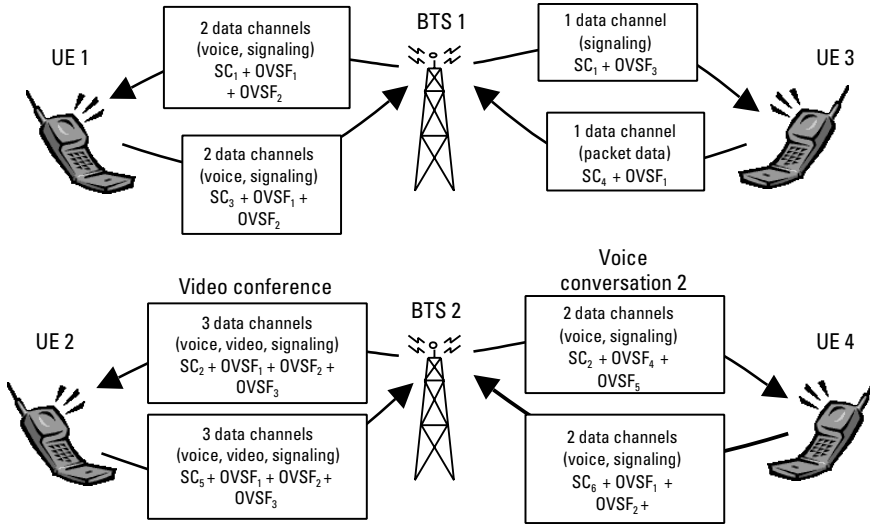 BTS 1
UE 1
2 data channels
(voice, signaling)
SC₁ + OVSF₁
+ OVSF₂
2 data channels
(voice, signaling)
SC₃ + OVSF₁ +
OVSF₂
1 data channel
(signaling)
SC₁ + OVSF₃
UE 3
1 data channel
(packet data)
SC₄ + OVSF₁
Video conference
BTS 2
Voice
conversation 2
UE 2
3 data channels
(voice, video, signaling)
SC₂ + OVSF₁ + OVSF₂ +
OVSF₃
3 data channels
(voice, video, signaling)
SC₅ + OVSF₁ + OVSF₂ +
OVSF₃
2 data channels
(voice, signaling)
SC₂ + OVSF₄ +
OVSF₅
UE 4
2 data channels
(voice, signaling)
SC₆ + OVSF₁ +
OVSF₂ +